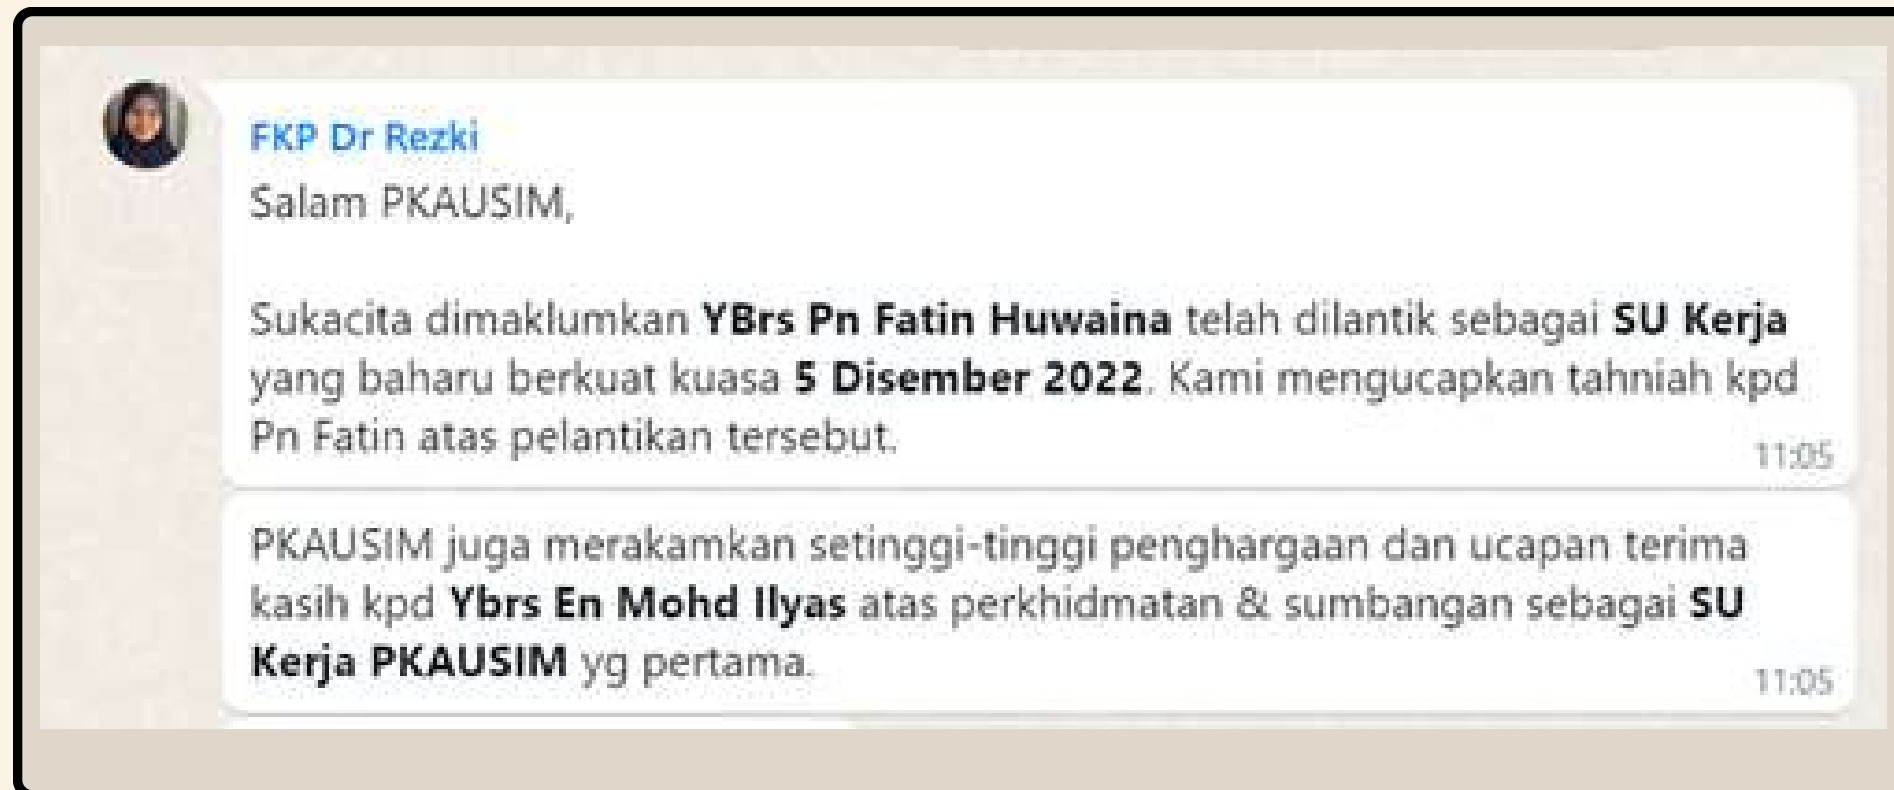 FKP Dr Rezki
Salam PKAUSIM,
Sukacita dimaklumkan YBrs Pn Fatin Huwaina telah dilantik sebagai SU Kerja
yang baharu berkuat kuasa 5 Disember 2022. Kami mengucapkan tahniah kpd
Pn Fatin atas pelantikan tersebut.
11:05
PKAUSIM juga merakamkan setinggi-tinggi penghargaan dan ucapan terima
kasih kpd Ybrs En Mohd Ilyas atas perkhidmatan & sumbangan sebagai SU
Kerja PKAUSIM yg pertama.
11:05